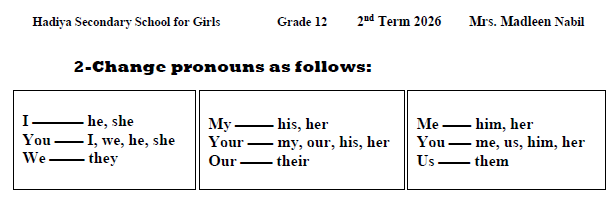 Hadiya Secondary School for Girls Grade 12 2nd Term 2026 Mrs. Madleen Nabil
2-Change pronouns as follows:
I —— he, she
You —— I, we, he, she
We —— they
My —— his, her
Your —— my, our, his, her
Our —— their
Me —— him, her
You —— me, us, him, her
Us —— them